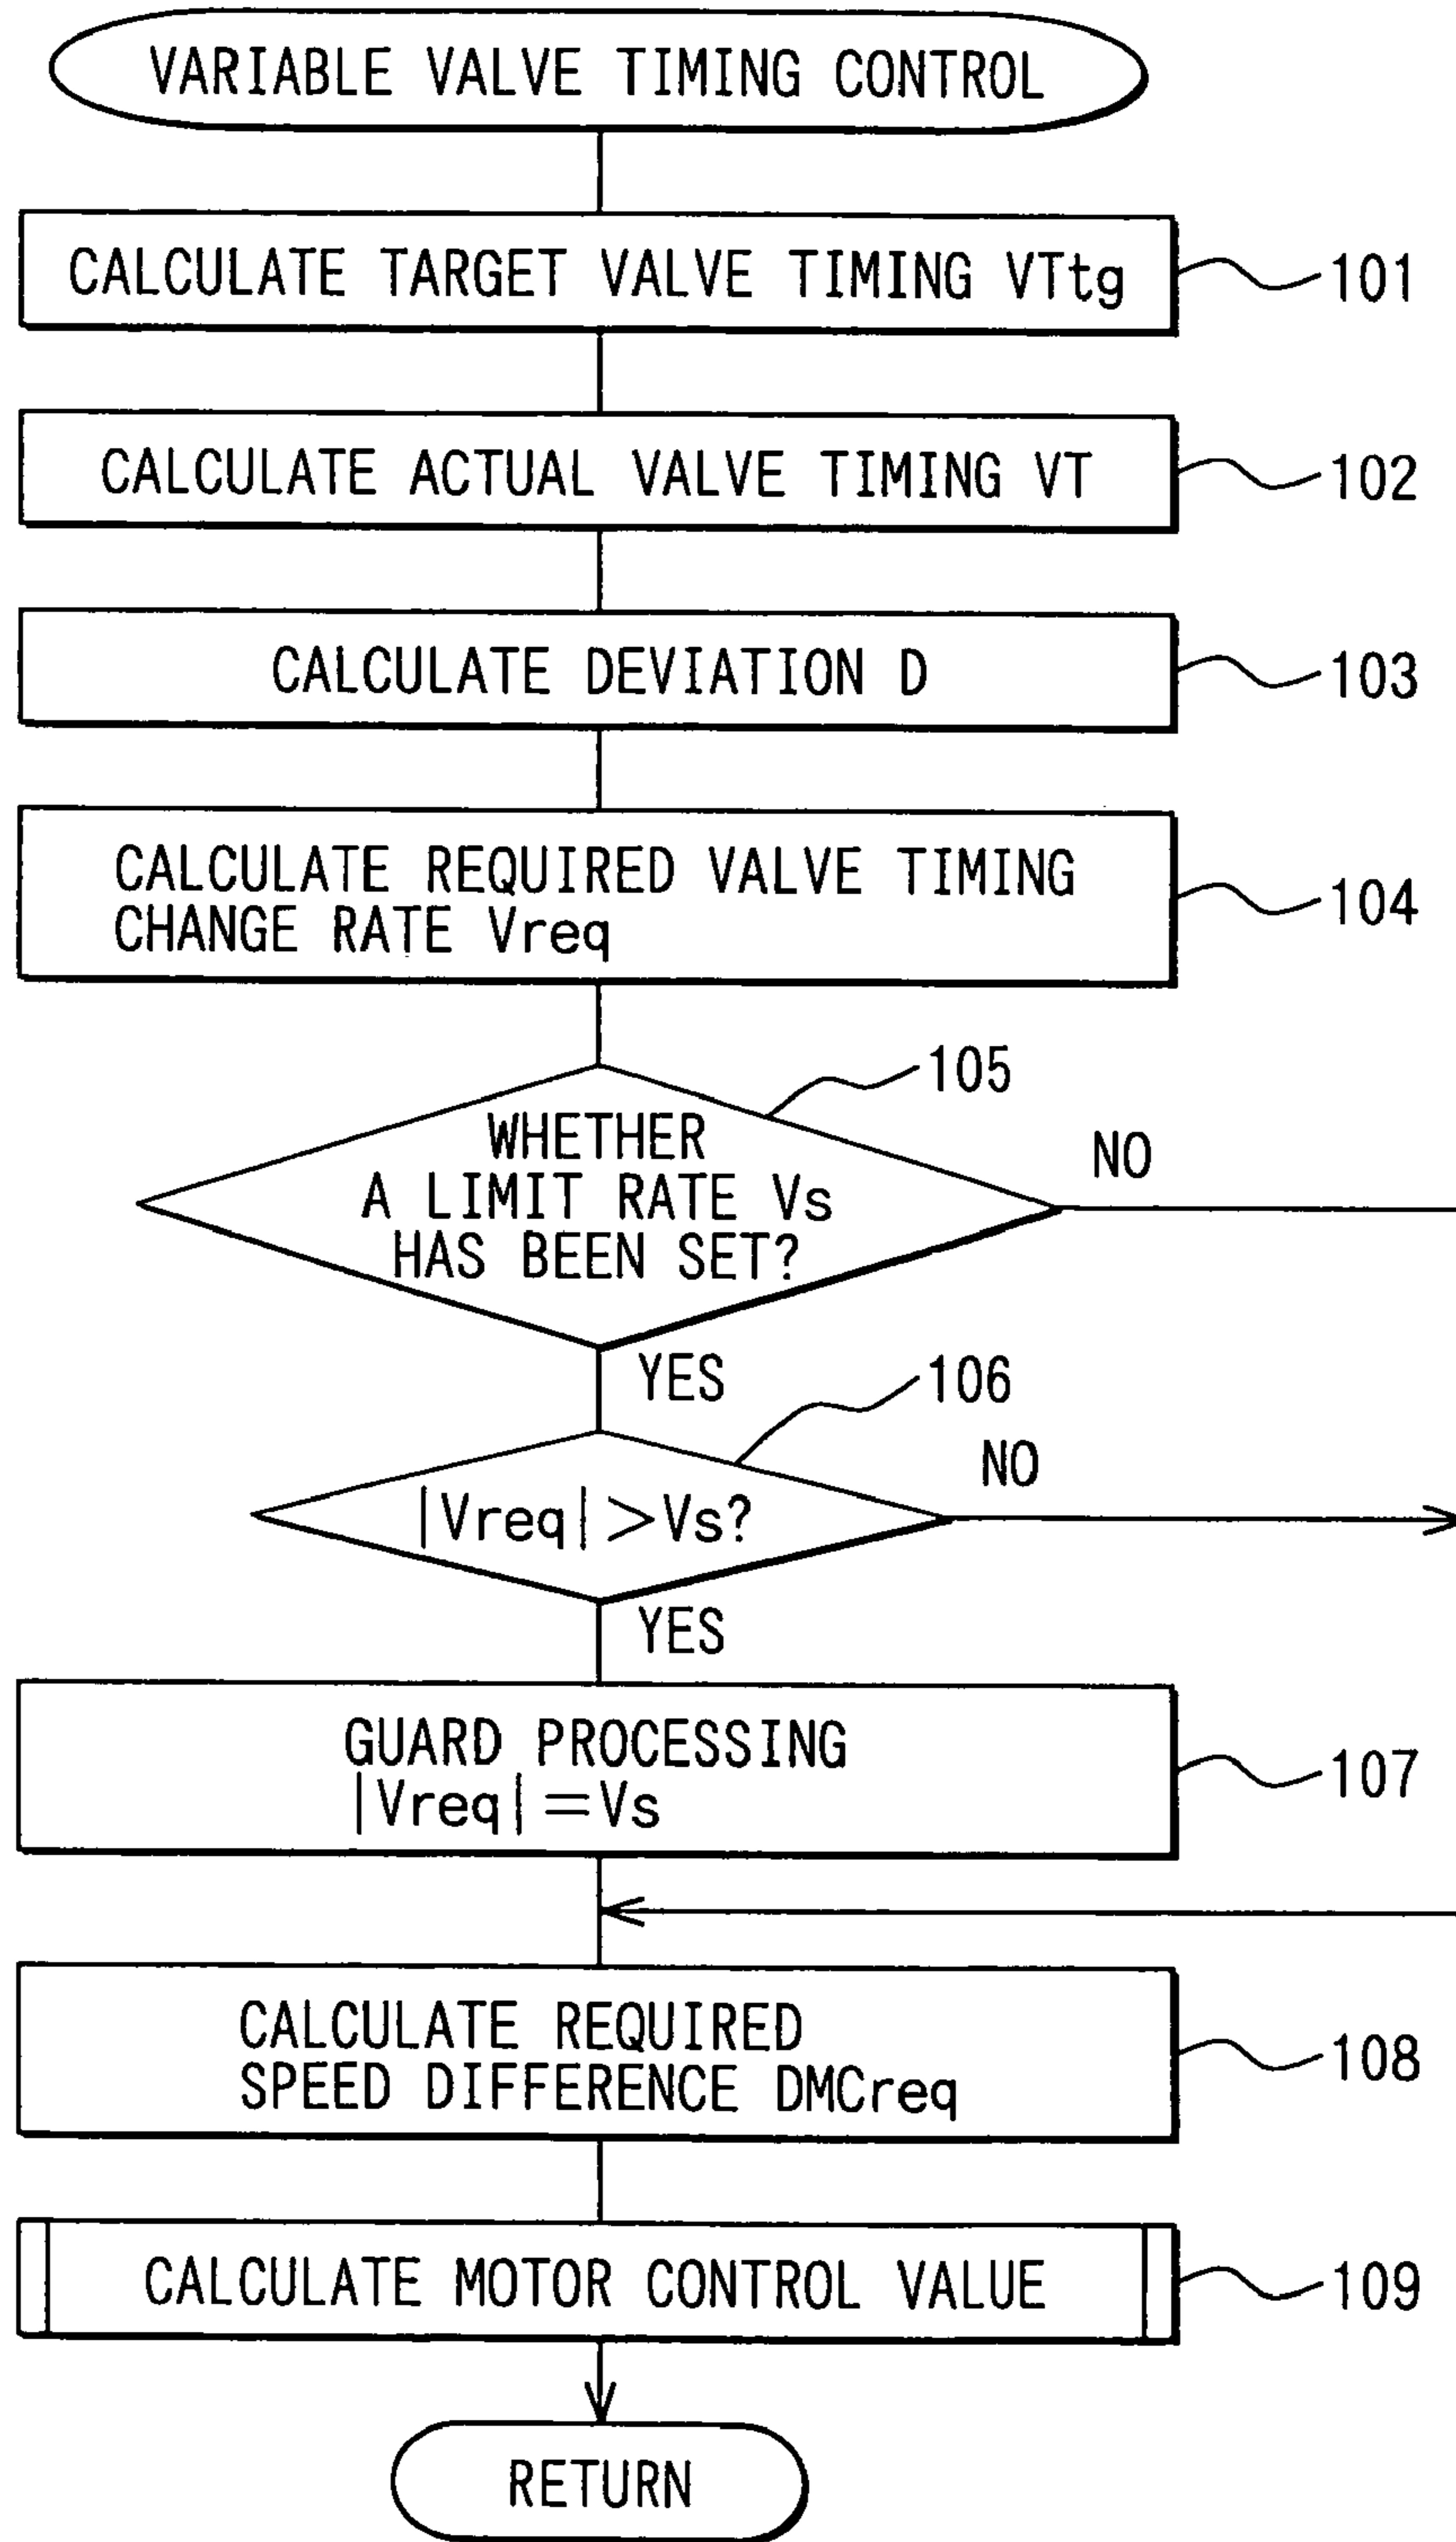 VARIABLE VALVE TIMING CONTROL
CALCULATE TARGET VALVE TIMING VTtg
101
CALCULATE ACTUAL VALVE TIMING VT
102
CALCULATE DEVIATION D
103
CALCULATE REQUIRED VALVE TIMING
CHANGE RATE Vreq
104
105
WHETHER
A LIMIT RATE Vs
HAS BEEN SET?
NO
YES
106
|Vreq|>Vs?
NO
YES
GUARD PROCESSING
|Vreq|=Vs
107
CALCULATE REQUIRED
SPEED DIFFERENCE DMCreq
108
CALCULATE MOTOR CONTROL VALUE
109
RETURN